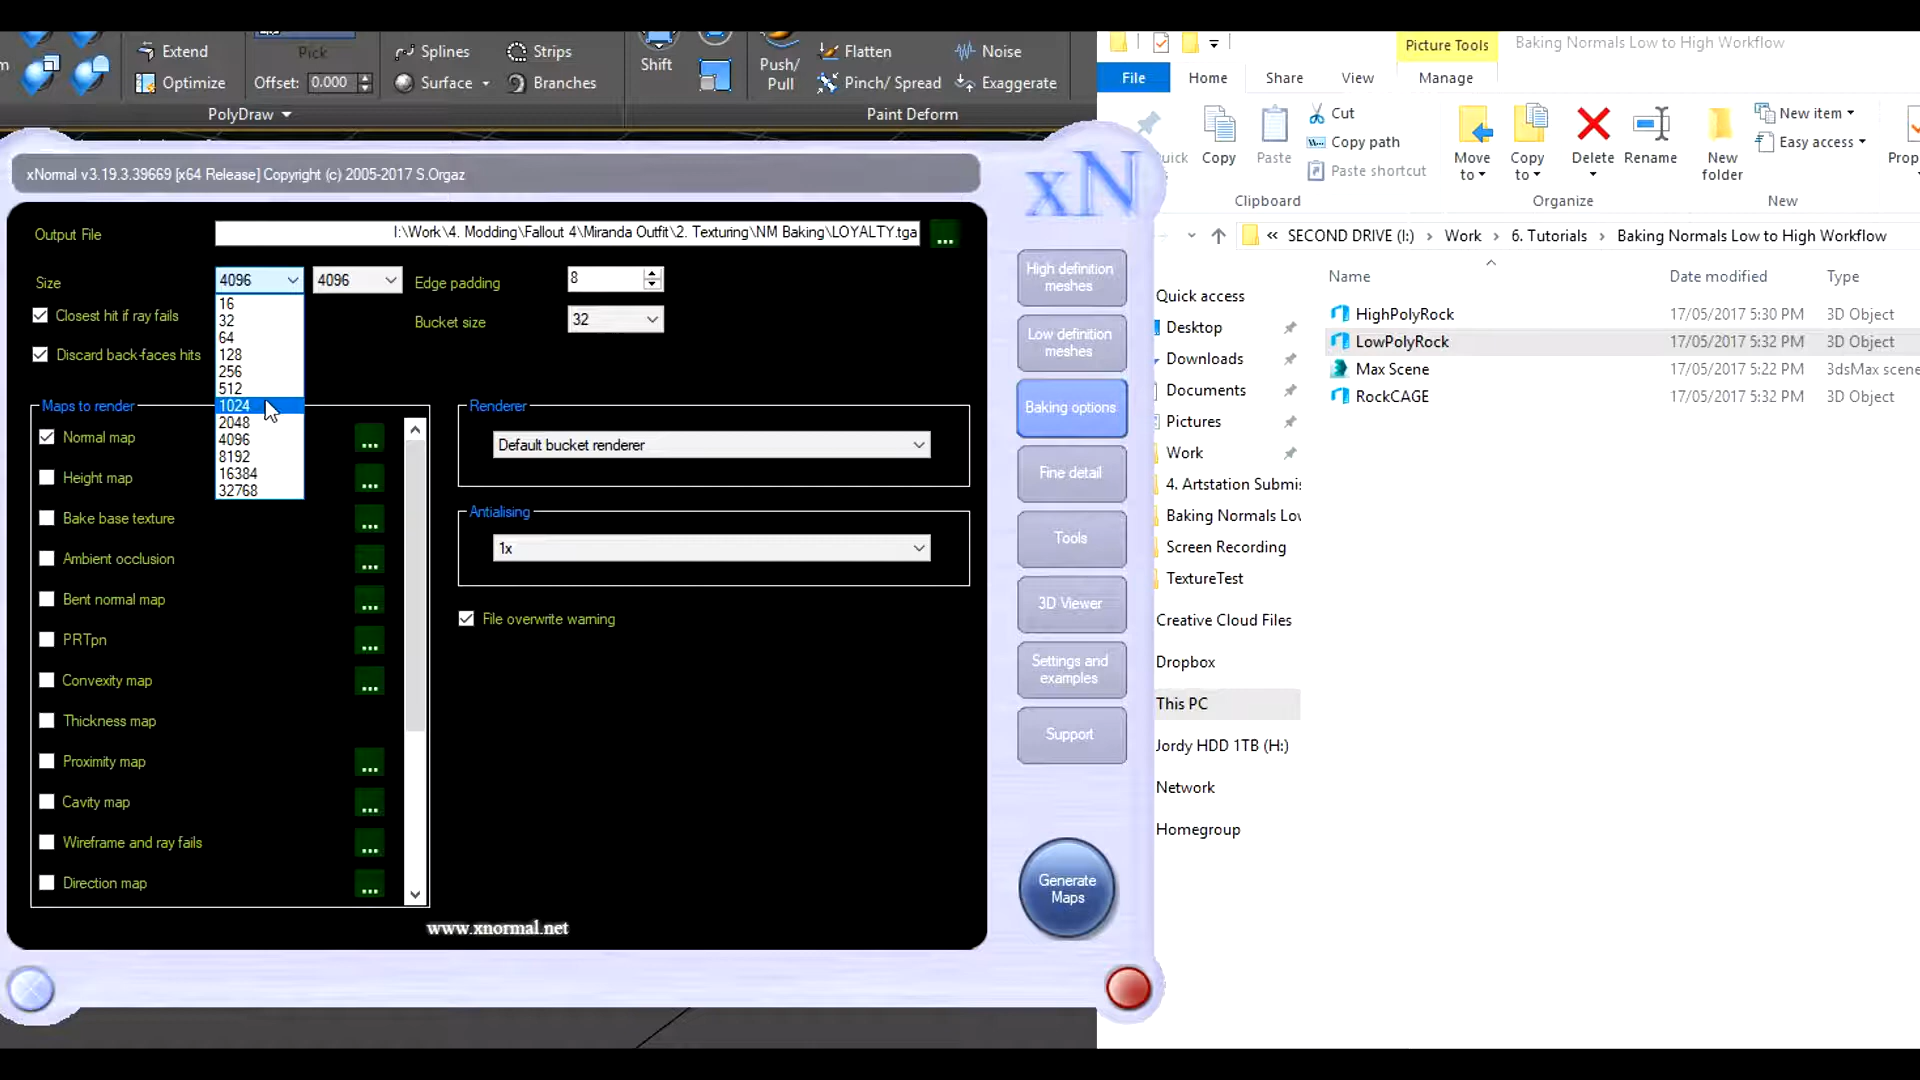 Extend
Pick
Splines
Strips
Shift
Push/
Pull
Flatten
Noise
Optimize
Offset: 0.000
Surface
Branches
Pinch/ Spread
Exaggerate
PolyDraw
Paint Deform
Picture Tools
Baking Normals Low to High Workflow
File
Home
Share
View
Manage
Copy
Paste
Cut
Copy path
Paste shortcut
Move
to
Copy
to
Delete
Rename
New
folder
New item
Easy access
Clipboard
Organize
New
« SECOND DRIVE (I:) › Work › 6. Tutorials › Baking Normals Low to High Workflow
Name
Date modified
Type
HighPolyRock 17/05/2017 5:30 PM 3D Object
LowPolyRock 17/05/2017 5:32 PM 3D Object
Max Scene 17/05/2017 5:22 PM 3dsMax scene
RockCAGE 17/05/2017 5:32 PM 3D Object
Quick access
Desktop
Downloads
Documents
Pictures
Work
4. Artstation
Baking Normals
Screen Recording
TextureTest
Creative Cloud Files
Dropbox
This PC
Jordy HDD 1TB (H:)
Network
Homegroup
xNormal v3.19.3.39669 [x64 Release] Copyright (c) 2005-2017 S.Orgaz
xN
Output File
I:\Work\4. Modding\Fallout 4\Miranda Outfit\2. Texturing\NM Baking\LOYALTY.tga
...
Size
4096
4096
Edge padding
8
16
32
64
128
256
512
1024
2048
4096
8192
16384
32768
Closest hit if ray fails
Bucket size
32
Discard back-faces hits
Maps to render
Normal map ...
Height map ...
Bake base texture ...
Ambient occlusion ...
Bent normal map ...
PRTpn ...
Convexity map ...
Thickness map
Proximity map ...
Cavity map ...
Wireframe and ray fails ...
Direction map ...
Renderer
Default bucket renderer
Antialising
1x
File overwrite warning
High definition
meshes
Low definition
meshes
Baking options
Fine detail
Tools
3D Viewer
Settings and
examples
Support
Generate
Maps
www.xnormal.net